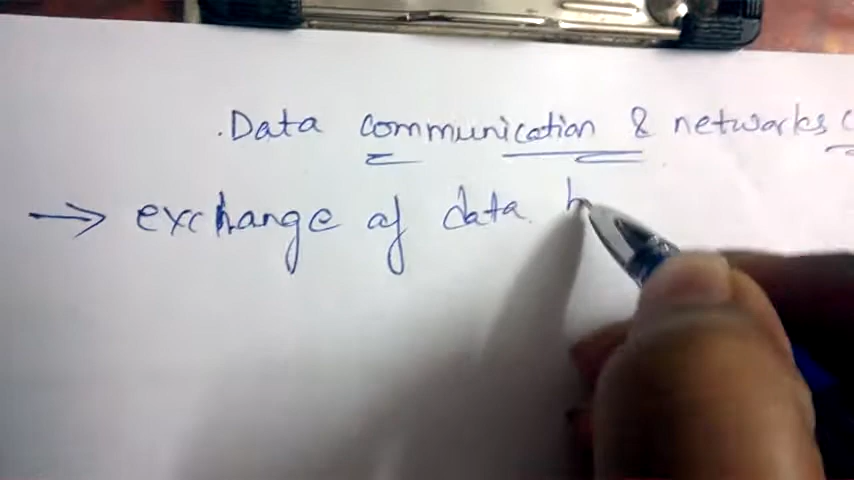 .Data communication & networks
→ exchange of data